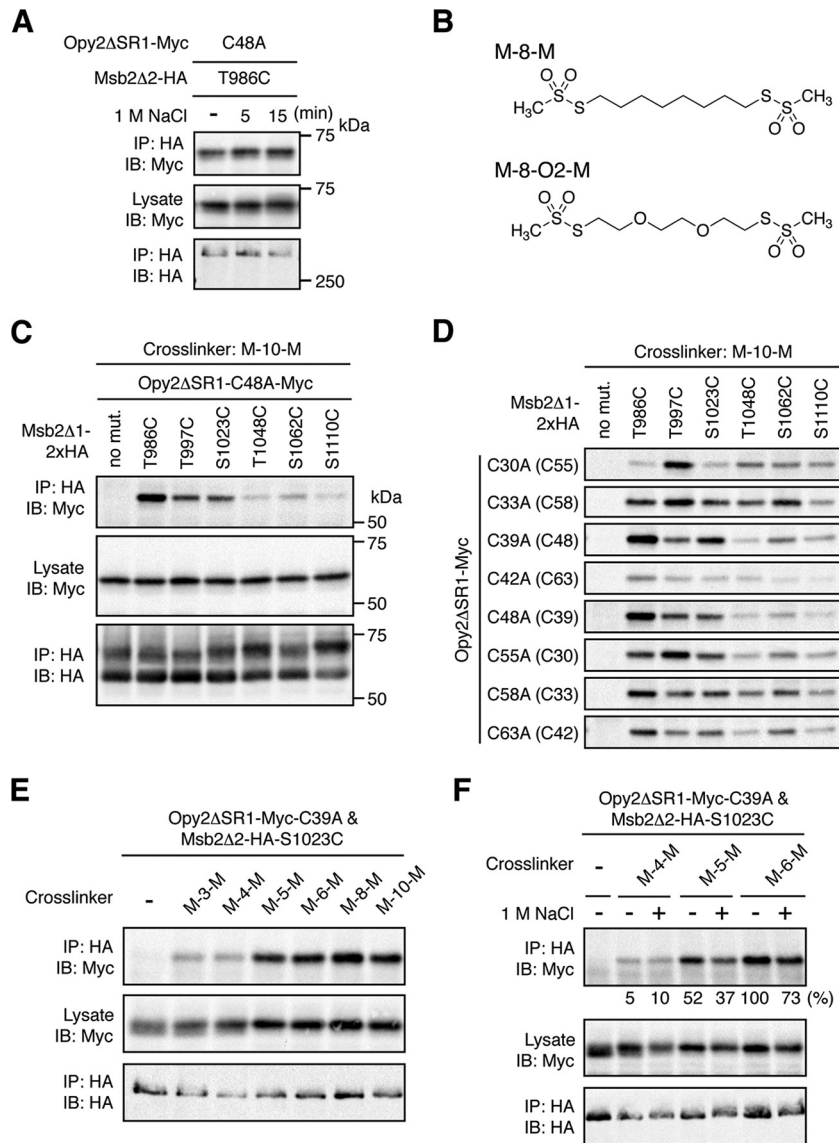 A
Opy2ΔSR1-Myc C48A
Msb2Δ2-HA T986C
1 M NaCl - 5 15 (min)
kDa
IP: HA
IB: Myc
75
Lysate
IB: Myc
75
IP: HA
IB: HA
250
B
M-8-M
H₃C S O O S S S O O CH₃
M-8-O2-M
H₃C S O O S O O S S O O CH₃
C
Crosslinker: M-10-M
Opy2ΔSR1-C48A-Myc
Msb2Δ1-
2xHA
no mut. T986C T997C S1023C T1048C S1062C S1110C
IP: HA
IB: Myc
kDa
50
Lysate
IB: Myc
75
50
IP: HA
IB: HA
75
50
D
Crosslinker: M-10-M
Msb2Δ1-
2xHA
no mut. T986C T997C S1023C T1048C S1062C S1110C
Opy2ΔSR1-Myc
C30A (C55)
C33A (C58)
C39A (C48)
C42A (C63)
C48A (C39)
C55A (C30)
C58A (C33)
C63A (C42)
E
Opy2ΔSR1-Myc-C39A &
Msb2Δ2-HA-S1023C
Crosslinker - M-3-M M-4-M M-5-M M-6-M M-8-M M-10-M
IP: HA
IB: Myc
Lysate
IB: Myc
IP: HA
IB: HA
F
Opy2ΔSR1-Myc-C39A &
Msb2Δ2-HA-S1023C
Crosslinker - M-4-M M-5-M M-6-M
1 M NaCl - - + - + - +
IP: HA
IB: Myc
5 10 52 37 100 73 (%)
Lysate
IB: Myc
IP: HA
IB: HA